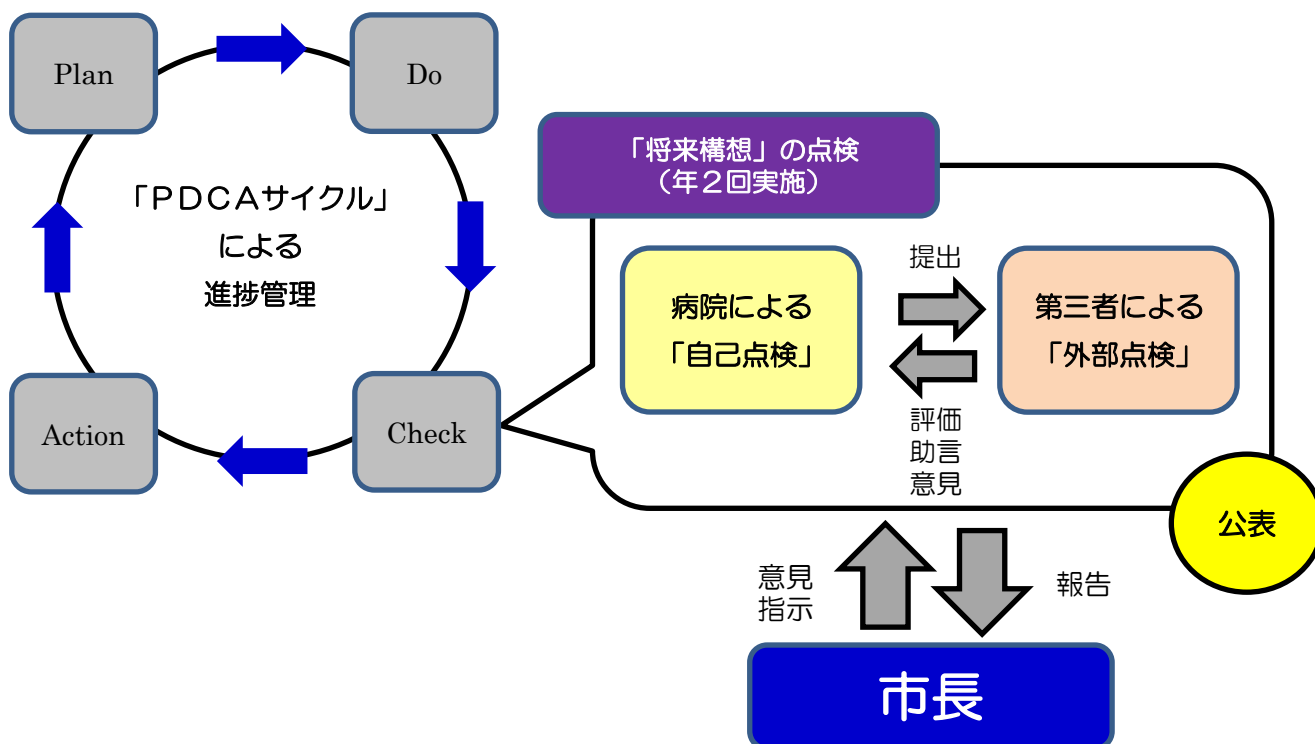 Plan
Do
「PDCAサイクル」
による
進捗管理
Action
Check
「将来構想」の点検
(年2回実施)
病院による
「自己点検」
提出
第三者による
「外部点検」
評価
助言
意見
公表
意見
指示
報告
市長